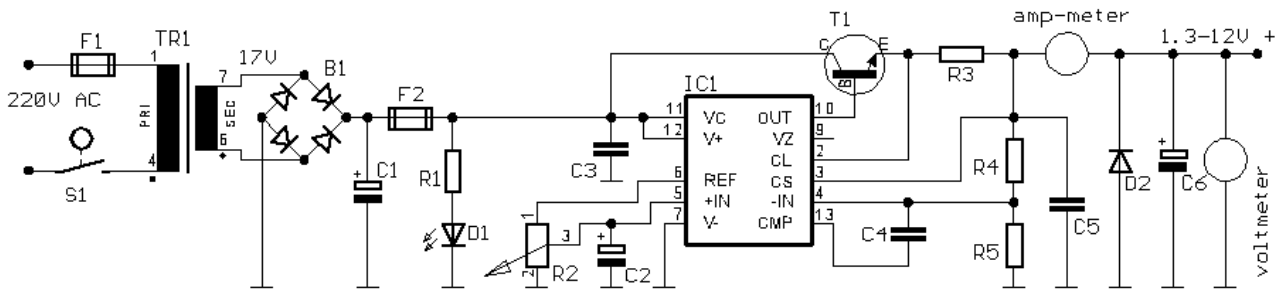 T1
amp-meter
F1
TR1
17V
B1
1
7
C
E
B
R3
1.3-12V +
IC1
F2
220V AC
PRI
SEC
4
6
S1
C1
R1
D1
C3
11
VC
OUT
10
12
V+
VZ
9
CL
2
6
REF
CS
3
5
+IN
-IN
4
7
V-
CMP
13
1
3
2
R2
C2
C4
R4
R5
C5
D2
C6
voltmeter